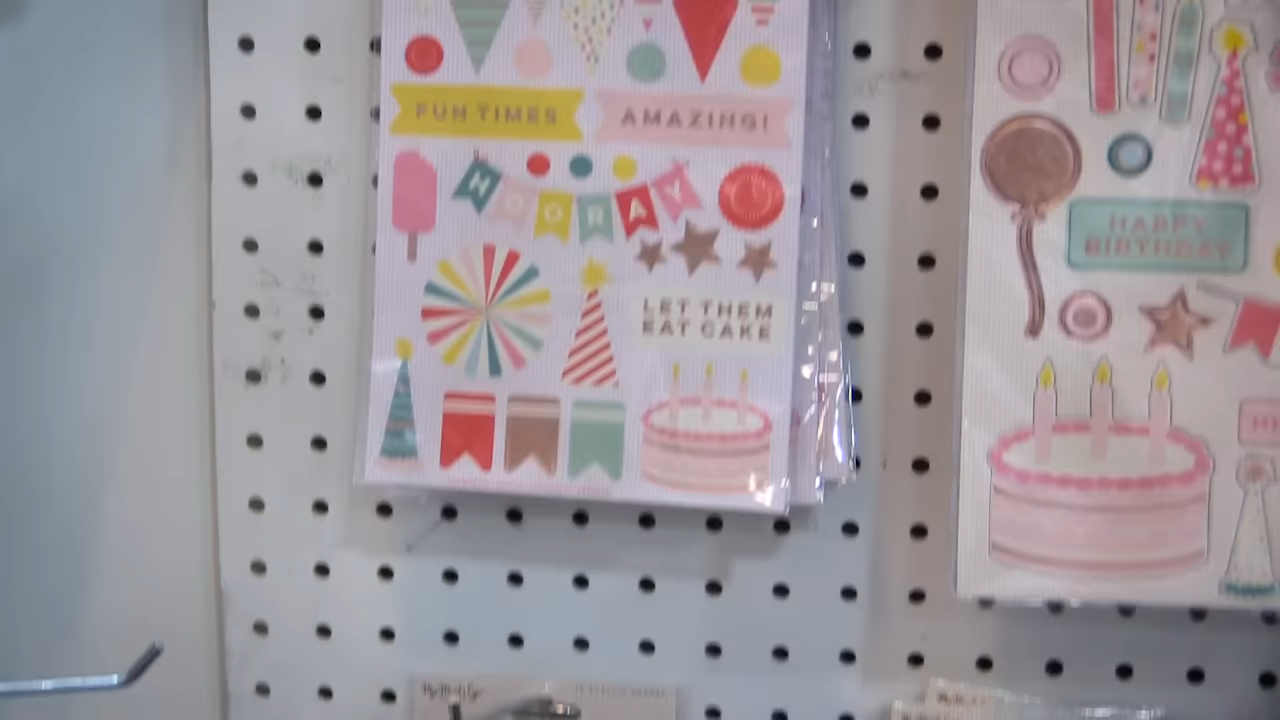 FUN TIMES
AMAZING!
HOORAY
LET THEM
EAT CAKE
HAPPY
BIRTHDAY